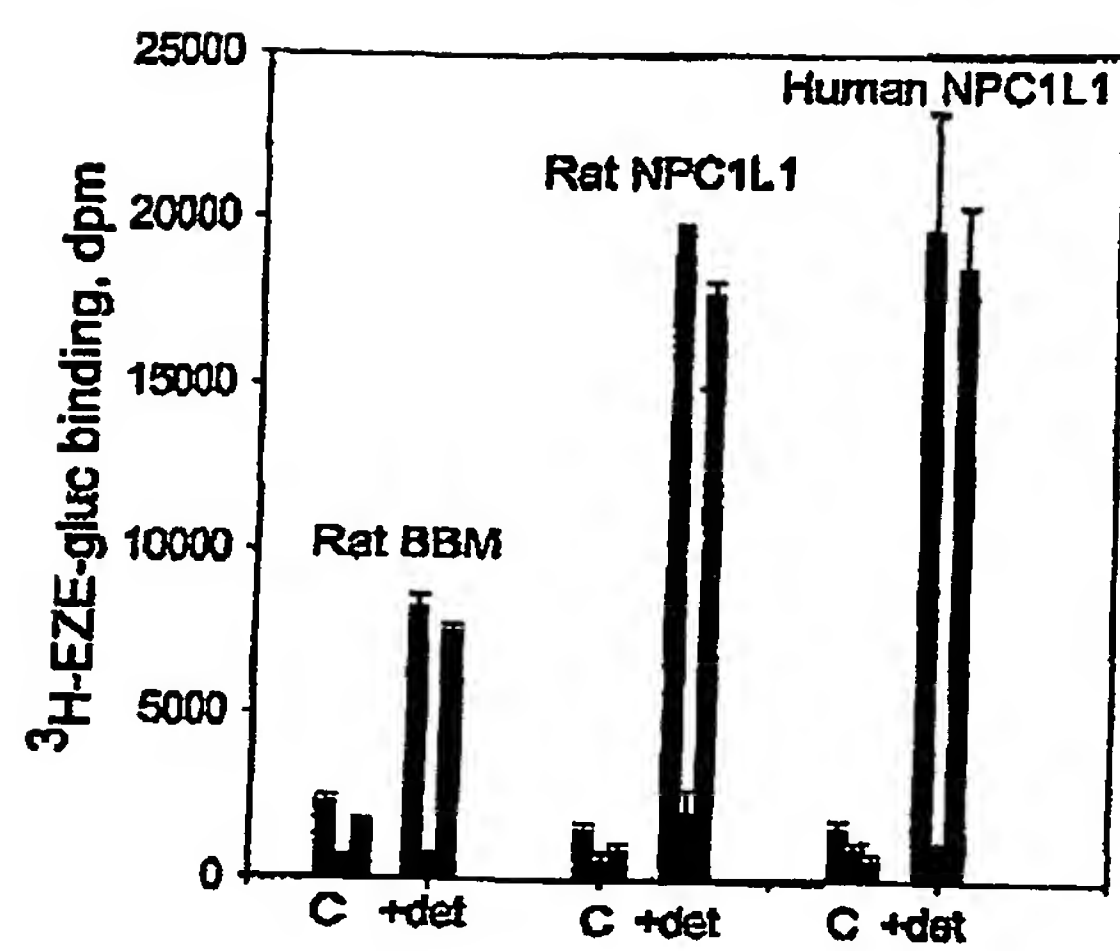 25000
Human NPC1L1
Rat NPC1L1
20000
15000
Rat BBM
10000
5000
0
³H-EZE-gluc binding, dpm
C +det C +det C +det